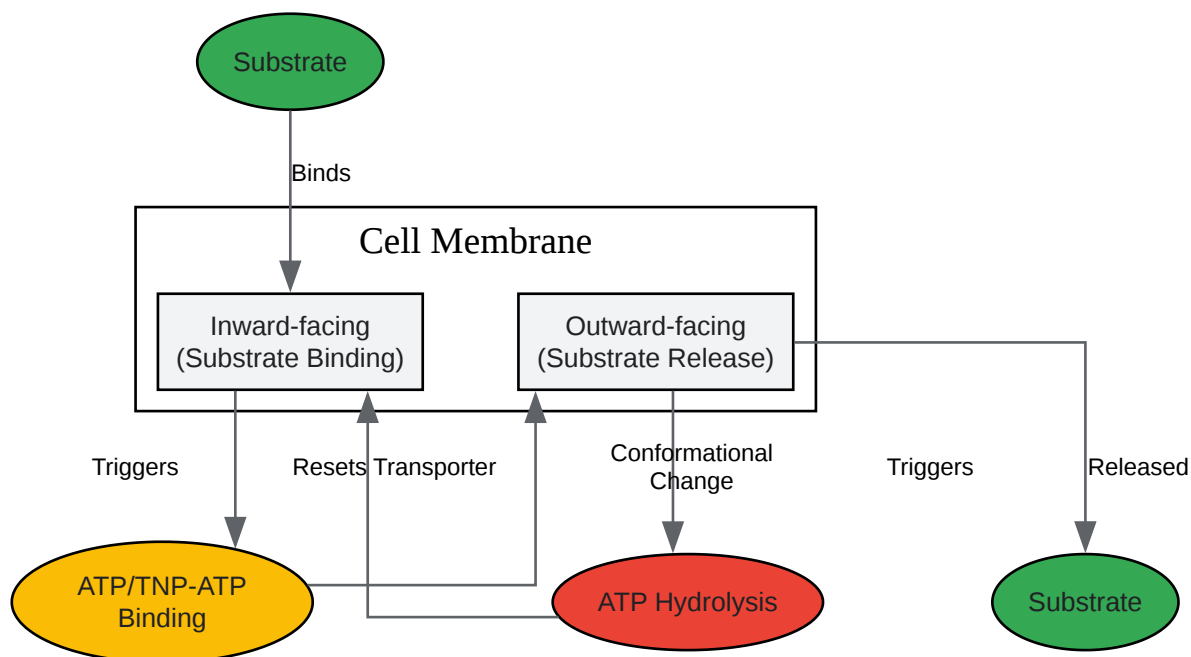 Substrate
Binds
Cell Membrane
Inward-facing
(Substrate Binding)
Outward-facing
(Substrate Release)
Triggers
Resets Transporter
Conformational
Change
Triggers
Released
ATP/TNP-ATP
Binding
ATP Hydrolysis
Substrate